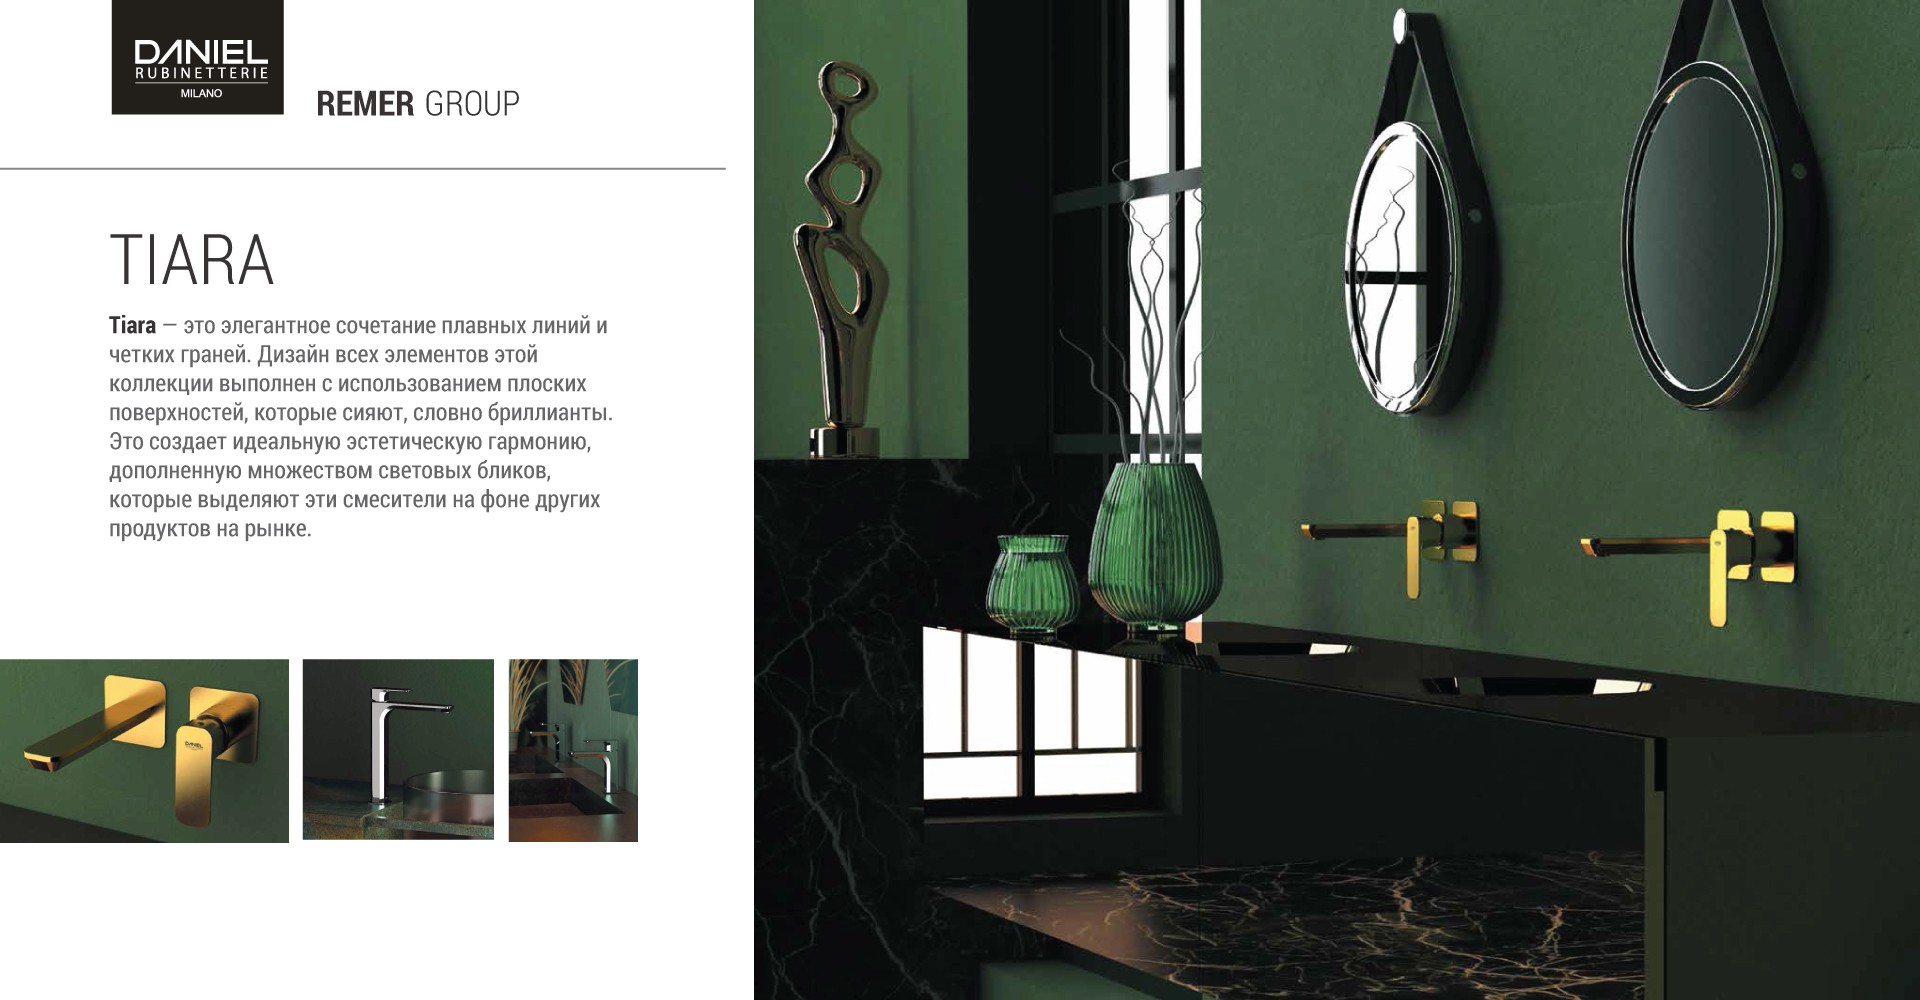 DANIEL
RUBINETTERIE
MILANO
REMER GROUP
TIARA
Tiara — это элегантное сочетание плавных линий и
четких граней. Дизайн всех элементов этой
коллекции выполнен с использованием плоских
поверхностей, которые сияют, словно бриллианты.
Это создает идеальную эстетическую гармонию,
дополненную множеством световых бликов,
которые выделяют эти смесители на фоне других
продуктов на рынке.
DANIEL